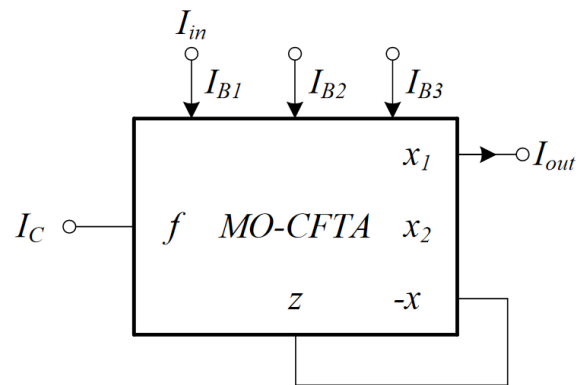 I_in
I_B1 I_B2 I_B3
x_1 I_out
I_C f MO-CFTA x_2
z -x